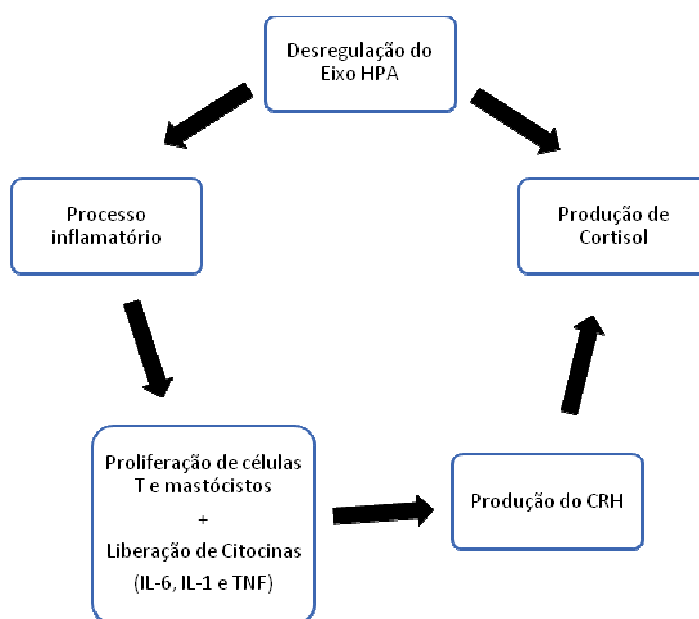 Desregulação do
Eixo HPA
Processo
inflamatório
Produção de
Cortisol
Proliferação de células
T e mastócistos
+
Liberação de Citocinas
(IL-6, IL-1 e TNF)
Produção do CRH